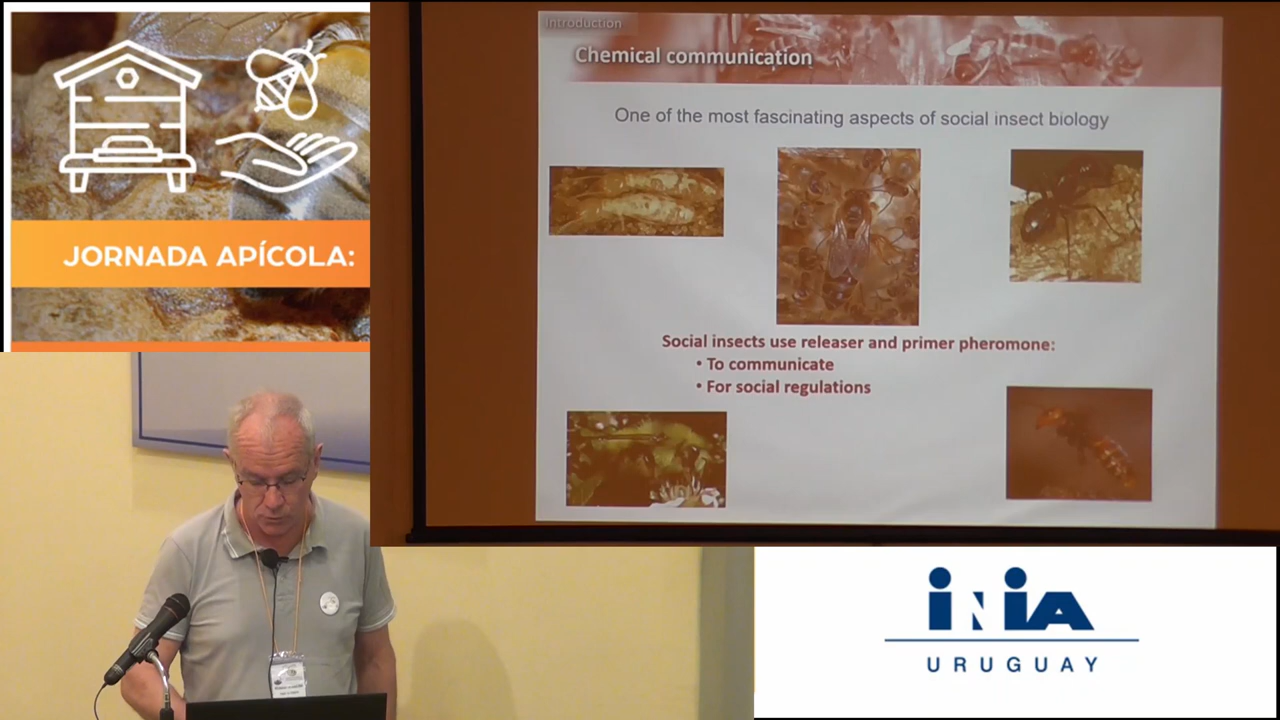 JORNADA APÍCOLA:
Introduction
Chemical communication
One of the most fascinating aspects of social insect biology
Social insects use releaser and primer pheromone:
• To communicate
• For social regulations
INIA
URUGUAY